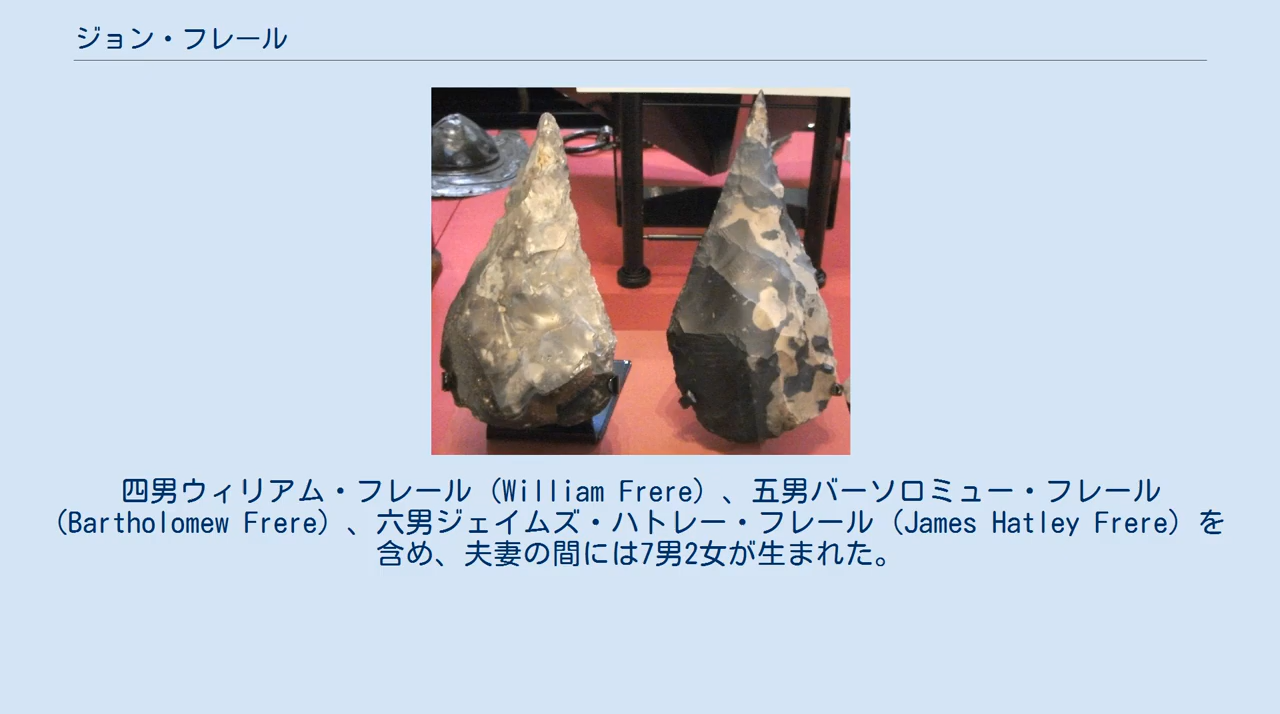 ジョン・フレール
四男ウィリアム・フレール（William Frere）、五男バーソロミュー・フレール
（Bartholomew Frere）、六男ジェイムズ・ハトレー・フレール（James Hatley Frere）を
含め、夫妻の間には7男2女が生まれた。